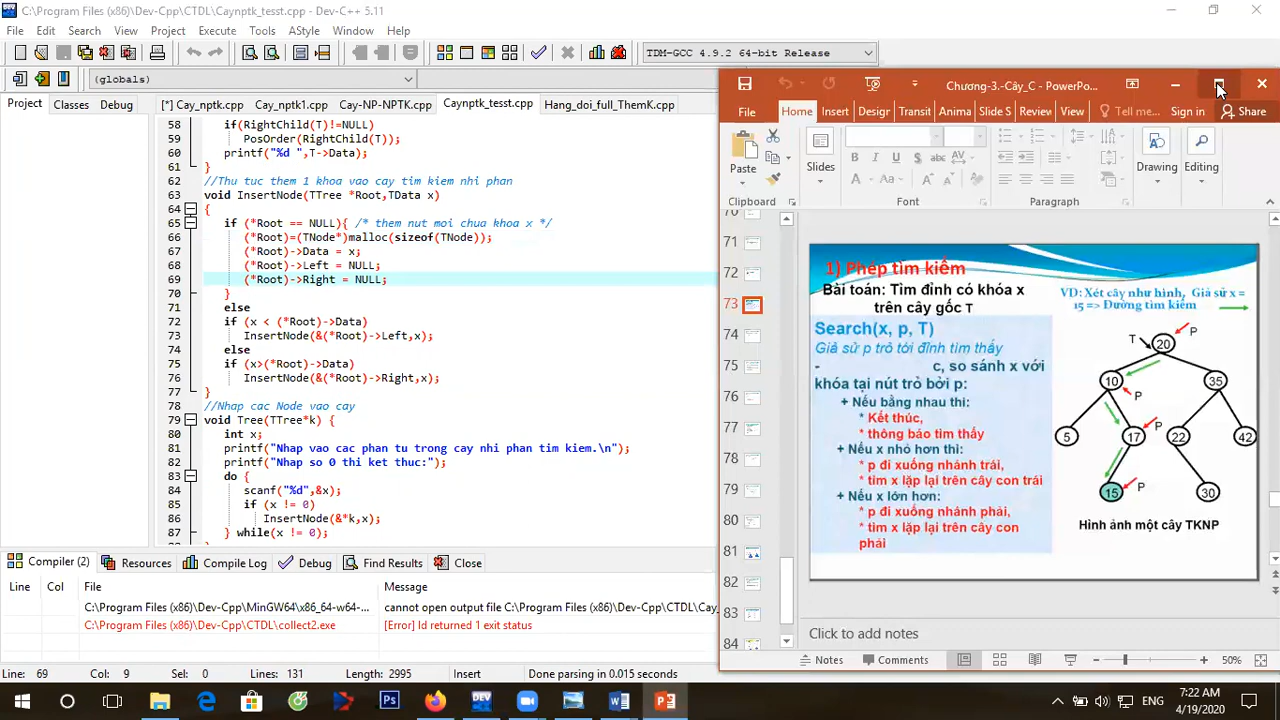 C:\Program Files (x86)\Dev-Cpp\CTDL\Caynptk_tesst.cpp - Dev-C++ 5.11
File Edit Search View Project Execute Tools AStyle Window Help
TDM-GCC 4.9.2 64-bit Release
(globals)
Project Classes Debug
[*] Cay_nptk.cpp Cay_nptk1.cpp Cay-NP-NPTK.cpp Caynptk_tesst.cpp Hang_doi_full_ThemK.cpp
58 if(RightChild(T)!=NULL)
59 PosOrder(RightChild(T));
60 printf("%d ",T->Data);
61 }
62 //Thu tuc them 1 khoa vao cay tim kiem nhi phan
63 void InsertNode(TTree *Root,TData x)
64 {
65 if (*Root == NULL){ /* them nut moi chua khoa x */
66 (*Root)=(TNode*)malloc(sizeof(TNode));
67 (*Root)->Data = x;
68 (*Root)->Left = NULL;
69 (*Root)->Right = NULL;
70 }
71 else
72 if (x < (*Root)->Data)
73 InsertNode(&(*Root)->Left,x);
74 else
75 if (x>(*Root)->Data)
76 InsertNode(&(*Root)->Right,x);
77 }
78 //Nhap cac Node vao cay
79 void Tree(TTree*k) {
80 int x;
81 printf("Nhap vao cac phan tu trong cay nhi phan tim kiem.\n");
82 printf("Nhap so 0 thi ket thuc:");
83 do {
84 scanf("%d",&x);
85 if (x != 0)
86 InsertNode(&*k,x);
87 } while(x != 0);
Compiler (2) Resources Compile Log Debug Find Results Close
Line Col File Message
C:\Program Files (x86)\Dev-Cpp\MinGW64\x86_64-w64-... cannot open output file C:\Program Files (x86)\Dev-Cpp\CTDL\Cay_
C:\Program Files (x86)\Dev-Cpp\CTDL\collect2.exe [Error] ld returned 1 exit status
Line: 69 Col: 9 Sel: 0 Lines: 131 Length: 2995 Insert Done parsing in 0.015 seconds
Chương-3.-Cây_C - PowerPo...
File Home Insert Design Transit Anima Slide S Review View Tell me... Sign in Share
Paste Slides Drawing Editing
Clipboard Font Paragraph
70
71
72
73
74
75
76
77
78
79
80
81
82
83
84
1) Phép tìm kiếm
Bài toán: Tìm đỉnh có khóa x
trên cây gốc T
Search(x, p, T)
Giả sử p trỏ tới đỉnh tìm thấy
- c, so sánh x với
khóa tại nút trỏ bởi p:
+ Nếu bằng nhau thì:
* Kết thúc,
* thông báo tìm thấy
+ Nếu x nhỏ hơn thì:
* p đi xuống nhánh trái,
* tìm x lặp lại trên cây con trái
+ Nếu x lớn hơn:
* p đi xuống nhánh phải,
* tìm x lặp lại trên cây con
phải
VD: Xét cây như hình, Giả sử x =
15 => Đường tìm kiếm
T 20 P
10 35
P
5 17 P 22 42
15 P 30
Hình ảnh một cây TKNP
Click to add notes
Notes Comments 50%
ENG 7:22 AM
4/19/2020